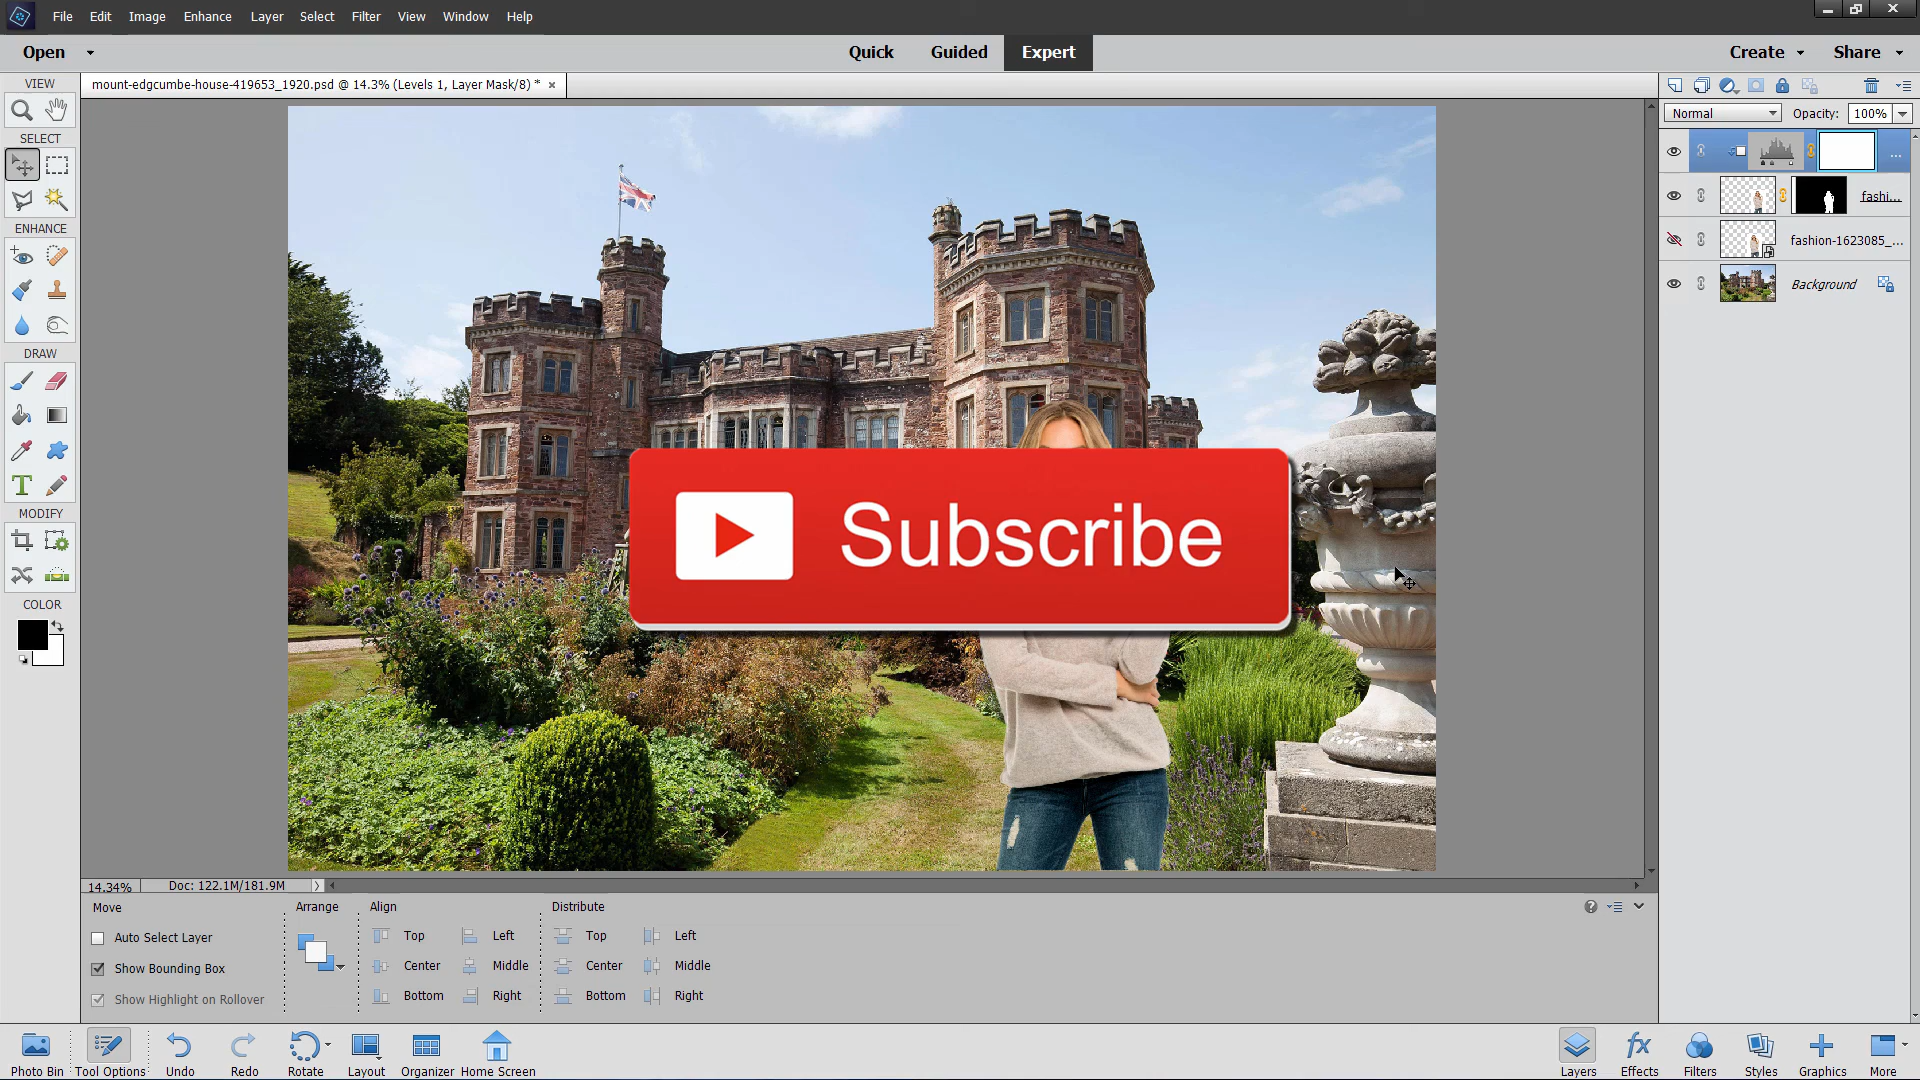 File Edit Image Enhance Layer Select Filter View Window Help
Open Quick Guided Expert Create Share
VIEW
mount-edgcumbe-house-419653_1920.psd @ 14.3% (Levels 1, Layer Mask/8) * ×
Normal Opacity: 100%
SELECT
...
fashi...
ENHANCE
fashion-1623085_...
Background
DRAW
T
MODIFY
Subscribe
COLOR
14.34% Doc: 122.1M/181.9M
Move Arrange Align Distribute
Auto Select Layer Top Left Top Left
Show Bounding Box Center Middle Center Middle
Show Highlight on Rollover Bottom Right Bottom Right
Photo Bin Tool Options Undo Redo Rotate Layout Organizer Home Screen Layers Effects Filters Styles Graphics More